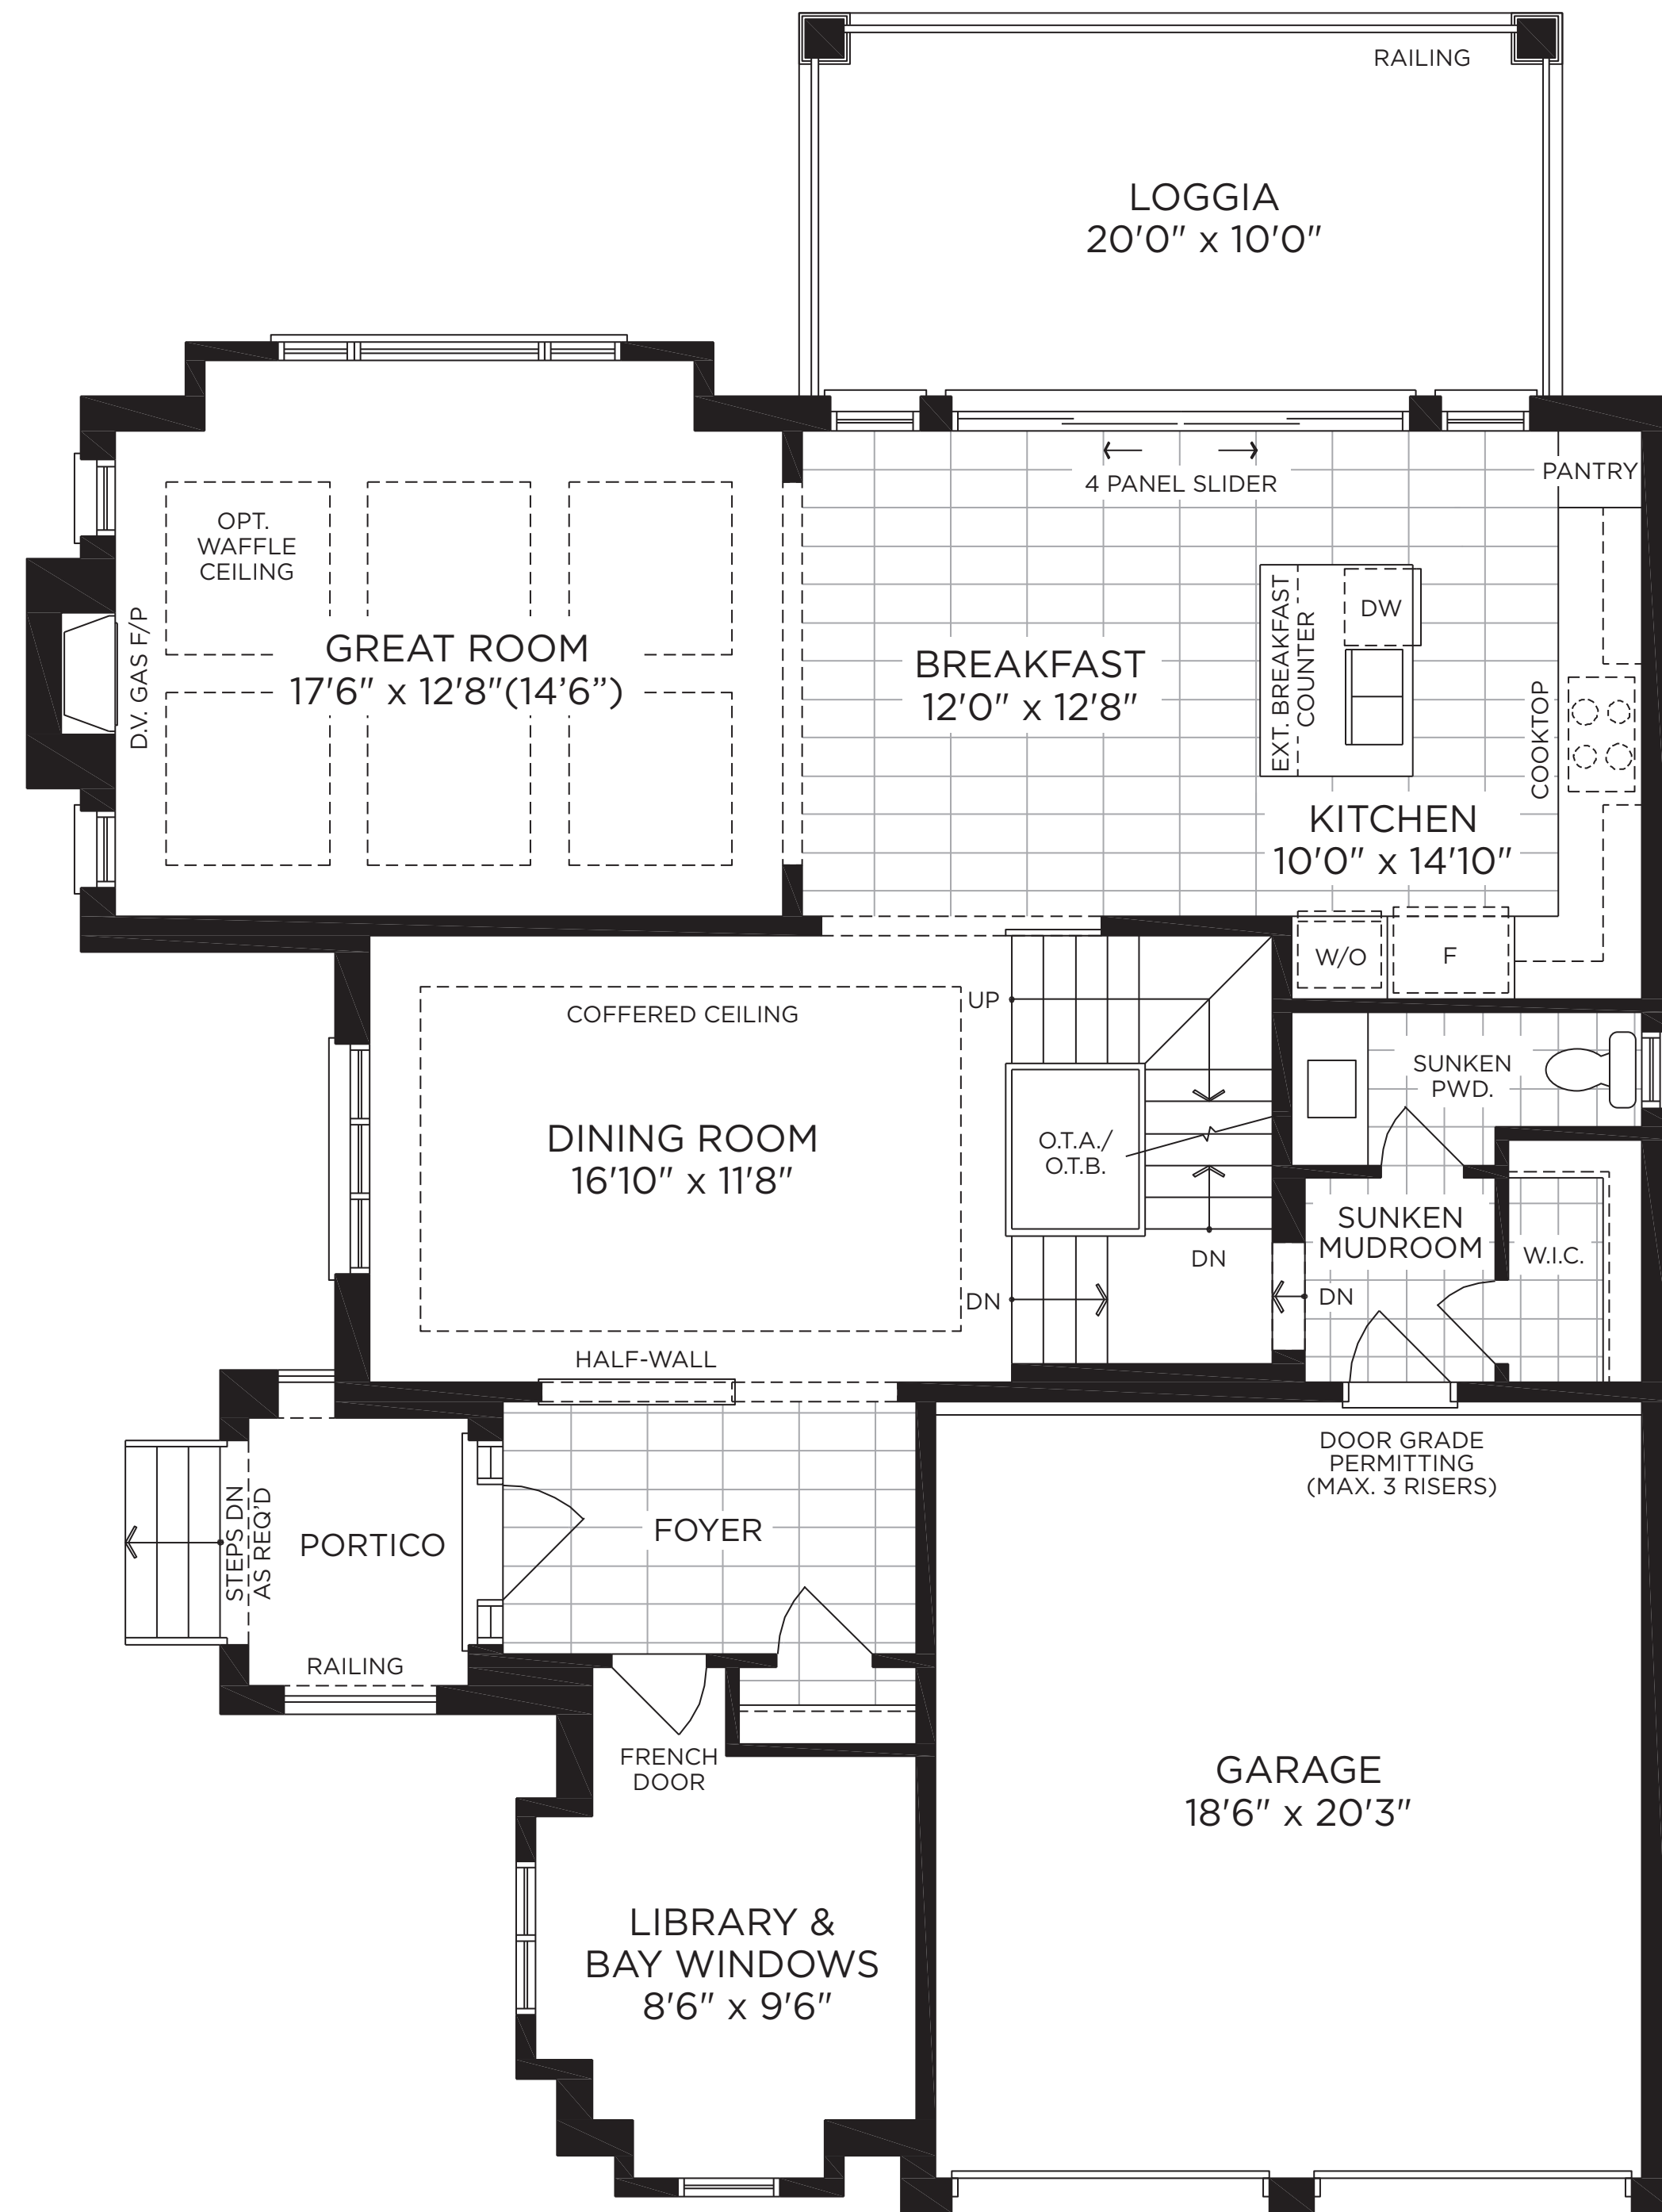 RAILING
LOGGIA
20'0" x 10'0"
4 PANEL SLIDER
PANTRY
OPT.
WAFFLE
CEILING
D.V. GAS F/P
GREAT ROOM
17'6" x 12'8"(14’6”)
BREAKFAST
12'0" x 12'8"
EXT. BREAKFAST
COUNTER
DW
COOKTOP
KITCHEN
10'0" x 14'10"
W/O
F
COFFERED CEILING
UP
DINING ROOM
16'10" x 11'8"
O.T.A./
O.T.B.
SUNKEN
PWD.
SUNKEN
MUDROOM
W.I.C.
DN
DN
DN
HALF-WALL
DOOR GRADE
PERMITTING
(MAX. 3 RISERS)
STEPS DN
AS REQ'D
PORTICO
FOYER
RAILING
FRENCH
DOOR
GARAGE
18'6" x 20'3"
LIBRARY &
BAY WINDOWS
8'6" x 9'6"